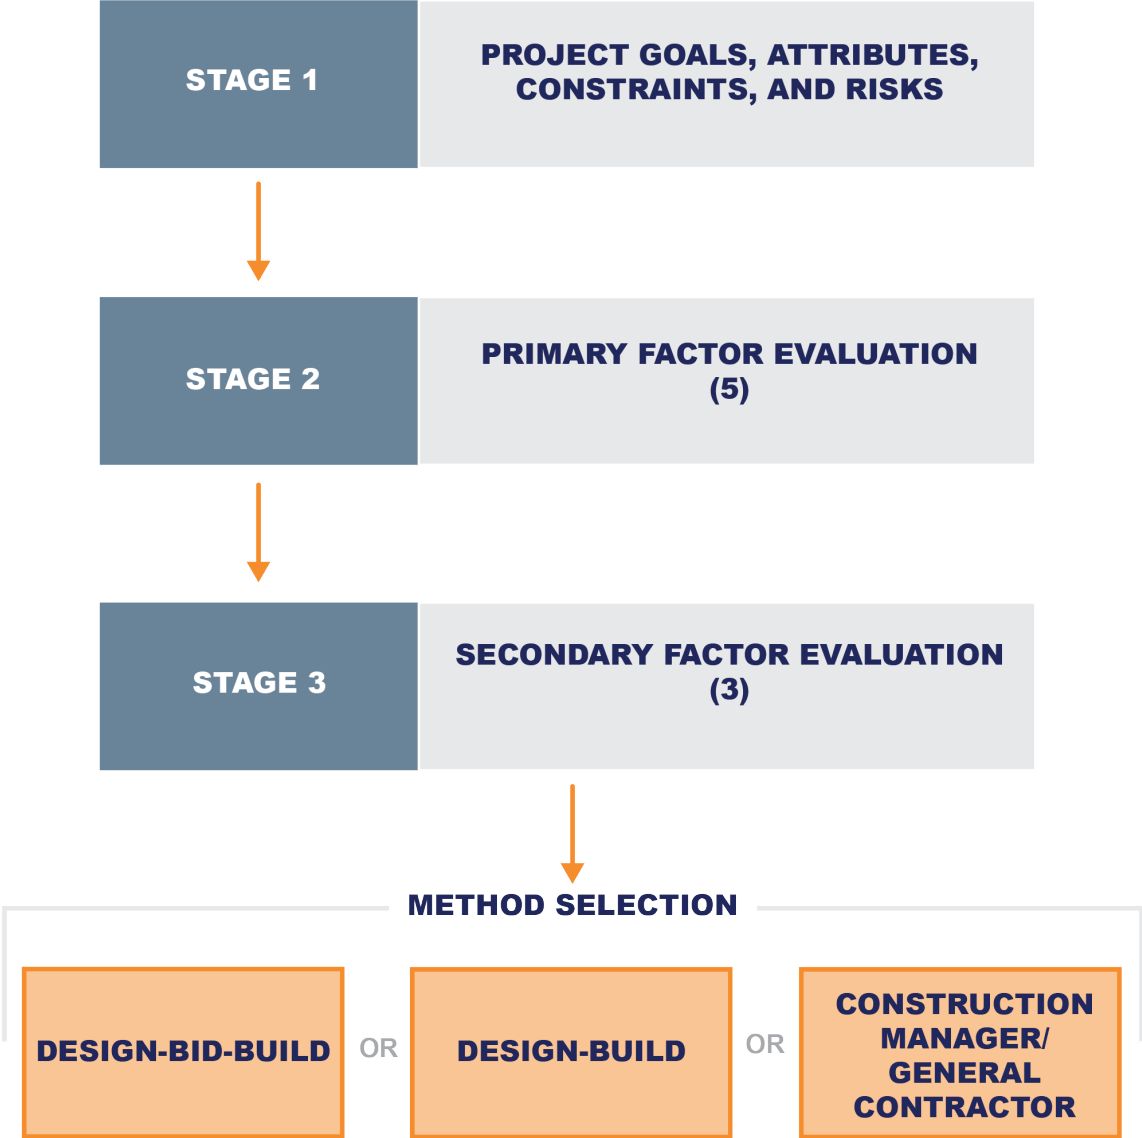 STAGE 1
PROJECT GOALS, ATTRIBUTES,
CONSTRAINTS, AND RISKS
STAGE 2
PRIMARY FACTOR EVALUATION
(5)
STAGE 3
SECONDARY FACTOR EVALUATION
(3)
METHOD SELECTION
DESIGN-BID-BUILD
OR
DESIGN-BUILD
OR
CONSTRUCTION
MANAGER/
GENERAL
CONTRACTOR